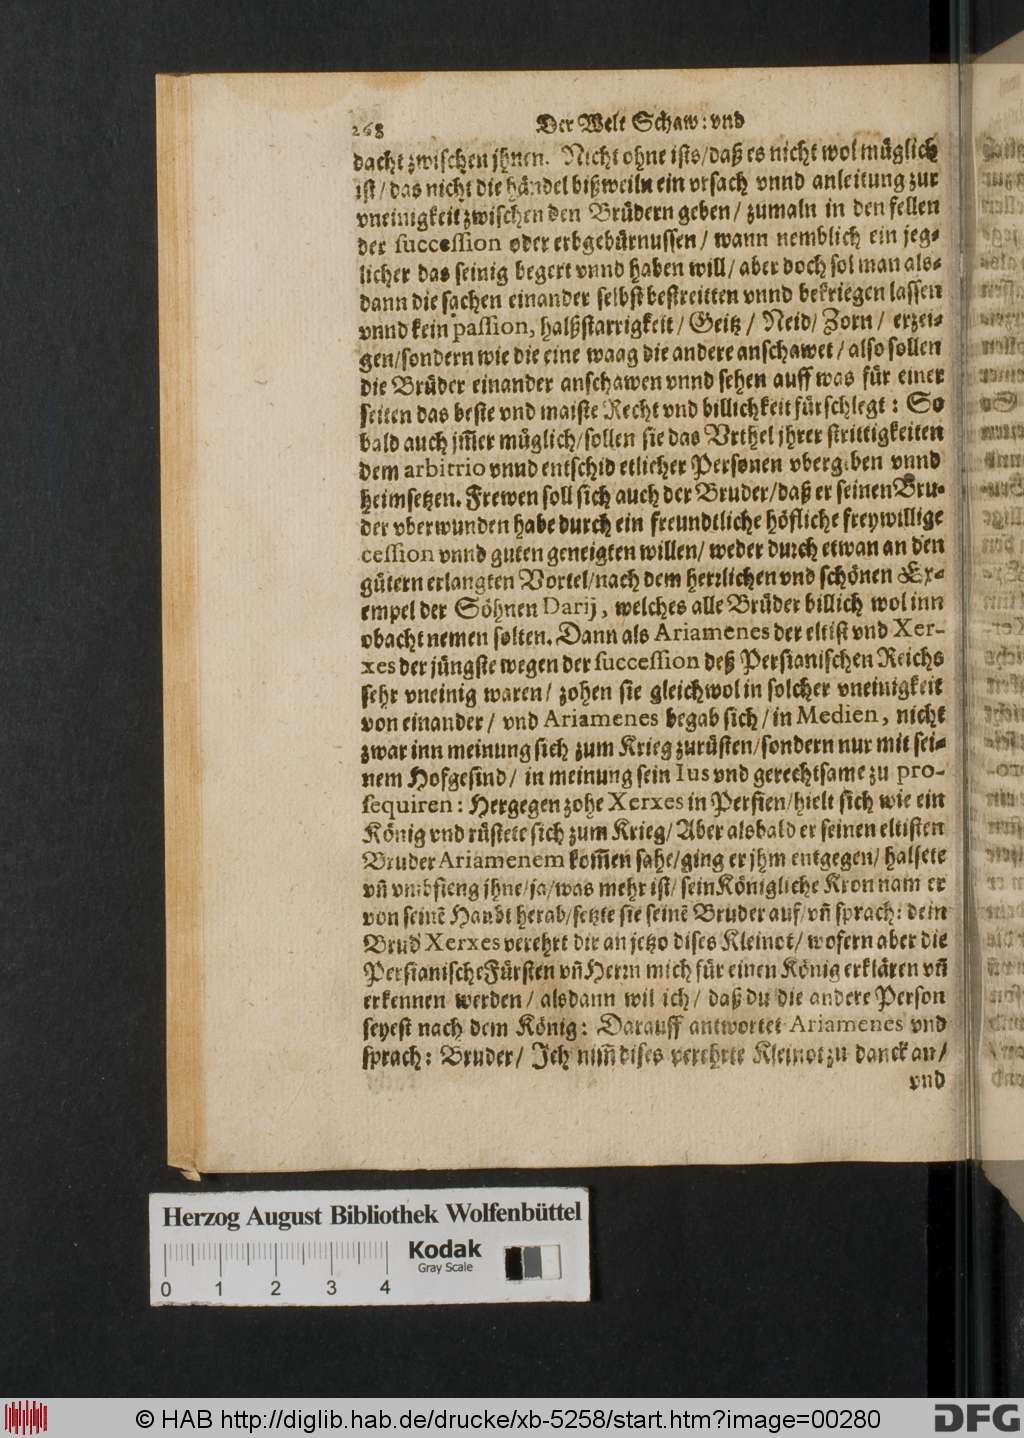 268 Der Welt Schaw: vnd
dacht zwischen jhnen. Nicht ohne ists/daß es nicht wol müglich
ist/ das nicht die händel bißweiln ein vrsach vnnd anleitung zur
vneinigkeit zwischen den Brüdern geben/ zumaln in den fellen
der succession oder erbgebürnussen/ wann nemblich ein jeg-
licher das seinig begert vnnd haben will/ aber doch sol man als-
dann die sachen einander selbst bestreitten vnnd bekriegen lassen
vnnd kein passion, halßstarrigkeit/ Geitz/ Neid/ Zorn/ erzei-
gen/sondern wie die eine waag die andere anschawet/ also sollen
die Brüder einander anschawen vnnd sehen auff was für einer
seiten das beste vnd maiste Recht vnd billichkeit fürschlegt: So
bald auch jm̃er müglich/sollen sie das Vrthel jhrer strittigkeiten
dem arbitrio vnnd entschid etlicher Personen vbergeben vnnd
heimsetzen. Frewen soll sich auch der Bruder/daß er seinen Bru-
der vberwunden habe durch ein freundtliche höfliche freywillige
cession vnnd guten geneigten willen/ weder durch etwan an den
gütern erlangten Vortel/nach dem herrlichen vnd schönen Ex-
empel der Söhnen Darij, welches alle Brüder billich wol inn
obacht nemen solten. Dann als Ariamenes der eltist vnd Xer-
xes der jüngste wegen der succession deß Persianischen Reichs
sehr vneinig waren/ zohen sie gleichwol in solcher vneinigkeit
von einander/ vnd Ariamenes begab sich/in Medien, nicht
zwar inn meinung sich zum Krieg zurüsten/sondern nur mit sei-
nem Hofgesind/ in meinung sein Ius vnd gerechtsame zu pro-
sequiren: Hergegen zohe Xerxes in Persien/hielt sich wie ein
König vnd rüstete sich zum Krieg/ Aber alsbald er seinen eltisten
Bruder Ariamenem kom̃en sahe/ging er jhm entgegen/ halsete
vñ vmbfieng jhne/ja/was mehr ist/ sein Königliche Kron nam er
von seinẽ Haubt herab/setzte sie seinẽ Bruder auf/vñ sprach: dein
Brud Xerxes verehrt dir an jetzo dises Kleinot/ wofern aber die
Persianische Fürsten vñ Herrn mich für einen König erklären vñ
erkennen werden/ alsdann wil ich/ daß du die andere Person
seyest nach dem König: Darauff antwortet Ariamenes vnd
sprach: Bruder/ Ich nim̃ dises verehrte Kleinot zu danck an/
vnd
Herzog August Bibliothek Wolfenbüttel
Kodak
Gray Scale
0 1 2 3 4
© HAB http://diglib.hab.de/drucke/xb-5258/start.htm?image=00280
DFG